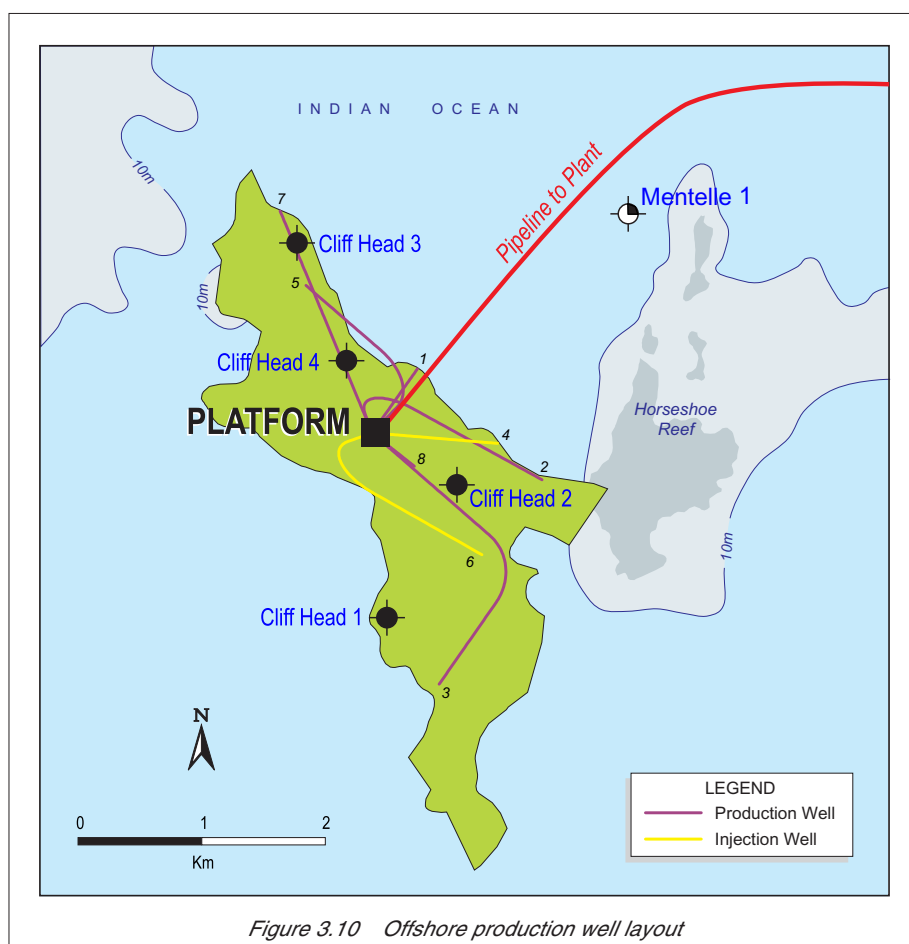 INDIAN OCEAN
10m
Mentelle 1
Pipeline to Plant
7
Cliff Head 3
5
10m
1
Cliff Head 4
PLATFORM
Horseshoe
Reef
4
8
2
Cliff Head 2
10m
6
Cliff Head 1
3
N
0 1 2
Km
LEGEND
Production Well
Injection Well
Figure 3.10 Offshore production well layout